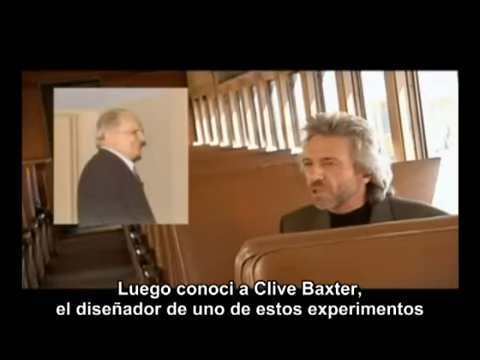 Luego conoci a Clive Baxter,
el diseñador de uno de estos experimentos